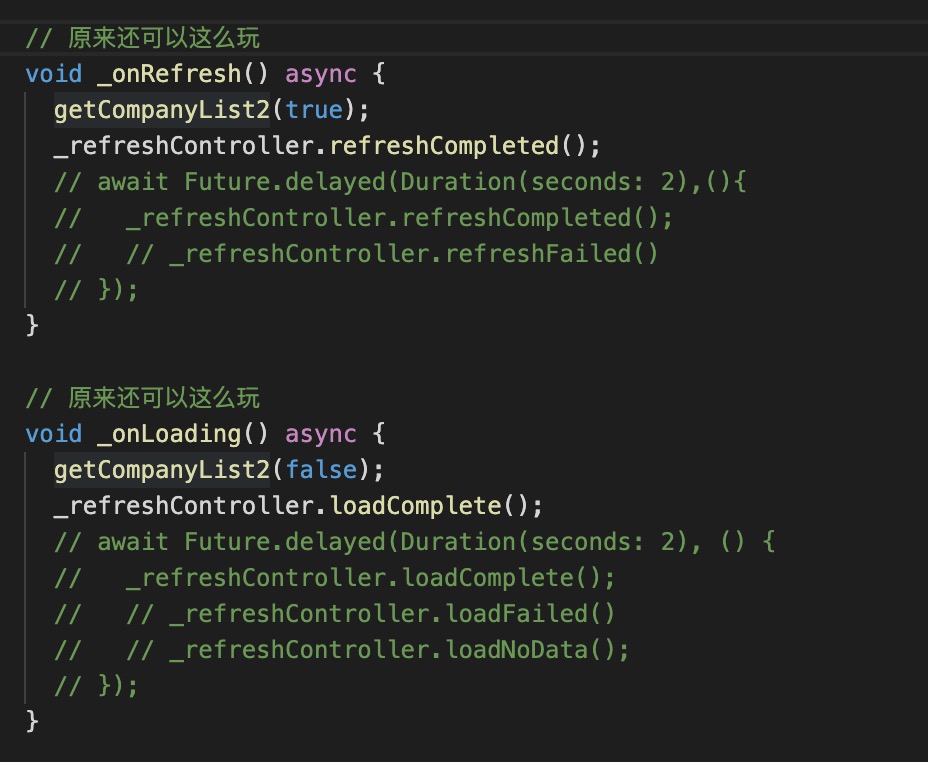 // 原来还可以这么玩
void _onRefresh() async {
  getCompanyList2(true);
  _refreshController.refreshCompleted();
  // await Future.delayed(Duration(seconds: 2),(){
  //   _refreshController.refreshCompleted();
  //   // _refreshController.refreshFailed()
  // });
}
// 原来还可以这么玩
void _onLoading() async {
  getCompanyList2(false);
  _refreshController.loadComplete();
  // await Future.delayed(Duration(seconds: 2), () {
  //   _refreshController.loadComplete();
  //   // _refreshController.loadFailed()
  //   // _refreshController.loadNoData();
  // });
}